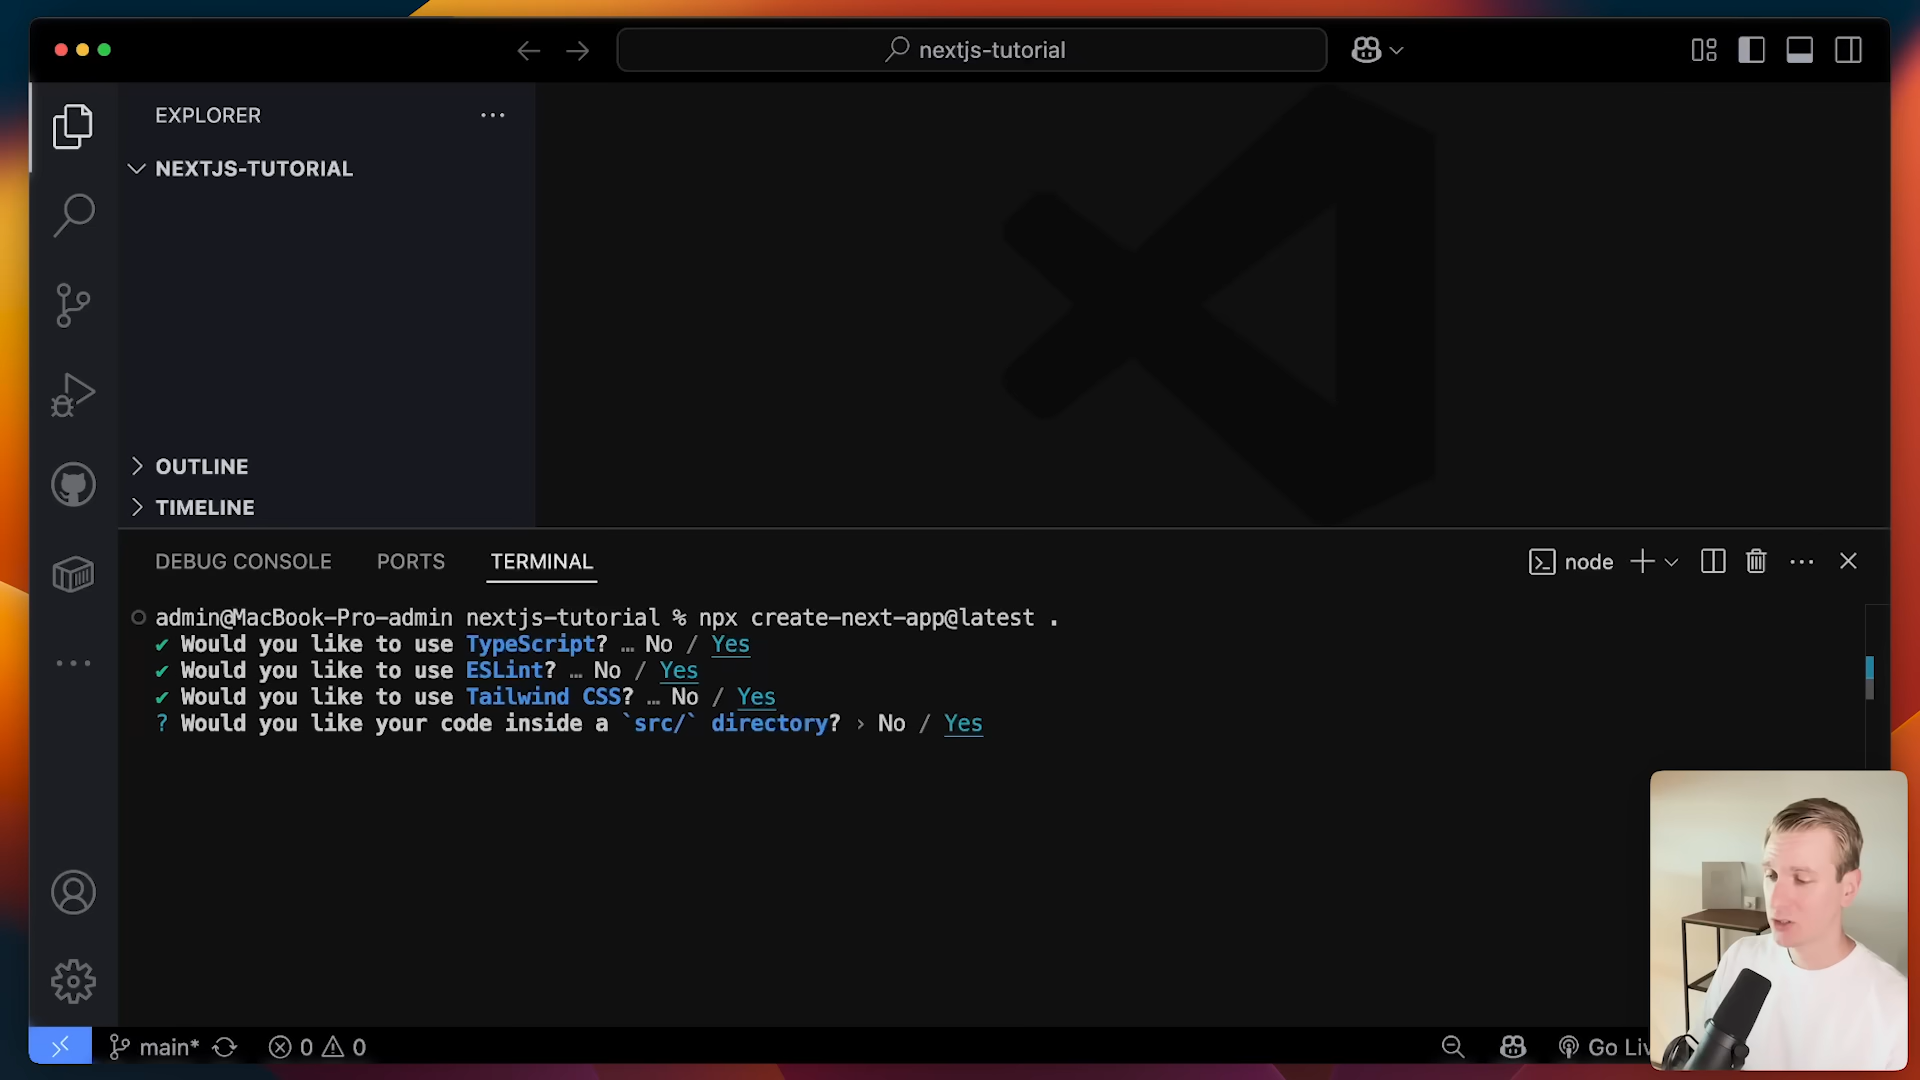 nextjs-tutorial
EXPLORER
NEXTJS-TUTORIAL
OUTLINE
TIMELINE
DEBUG CONSOLE PORTS TERMINAL
node
admin@MacBook-Pro-admin nextjs-tutorial % npx create-next-app@latest .
✔ Would you like to use TypeScript? … No / Yes
✔ Would you like to use ESLint? … No / Yes
✔ Would you like to use Tailwind CSS? … No / Yes
? Would you like your code inside a `src/` directory? › No / Yes
main* 0 0
Go Liv